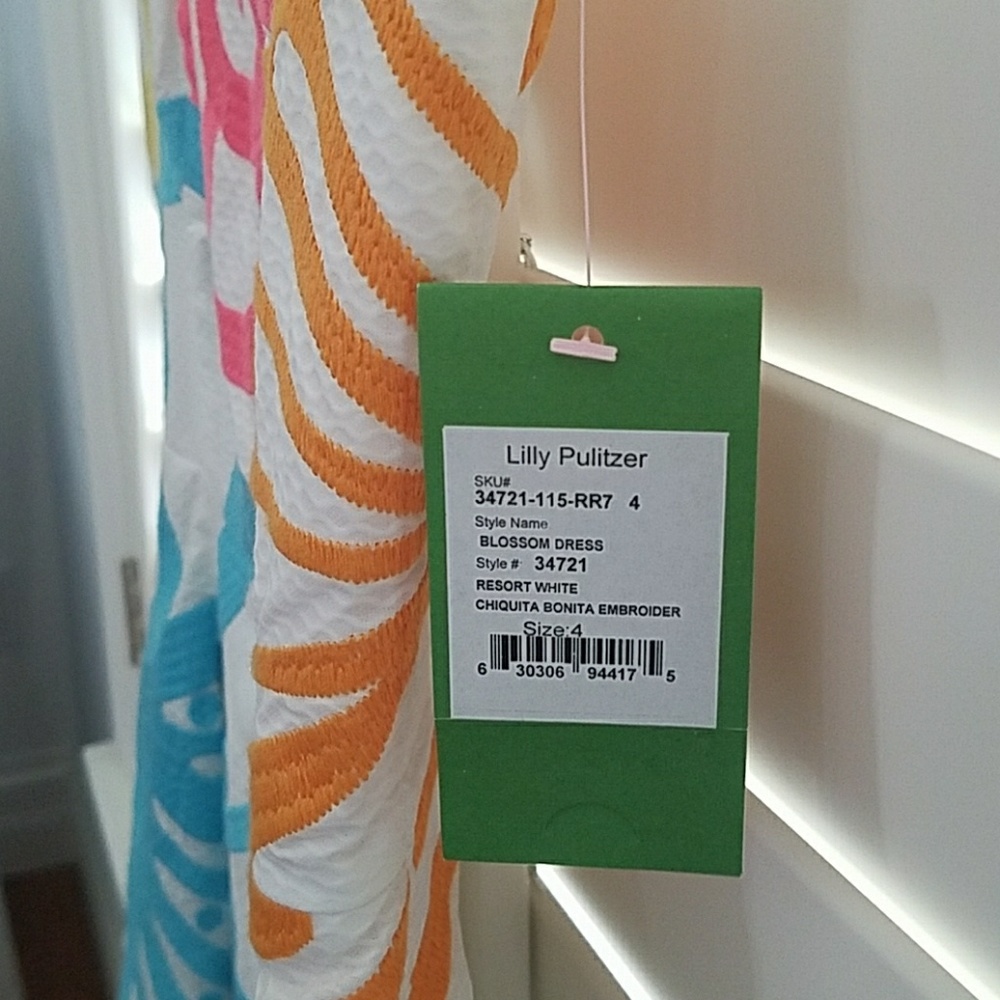 Lilly Pulitzer
SKU#
34721-115-RR7 4
Style Name
BLOSSOM DRESS
Style # 34721
RESORT WHITE
CHIQUITA BONITA EMBROIDER
Size:4
6 30306 94417 5